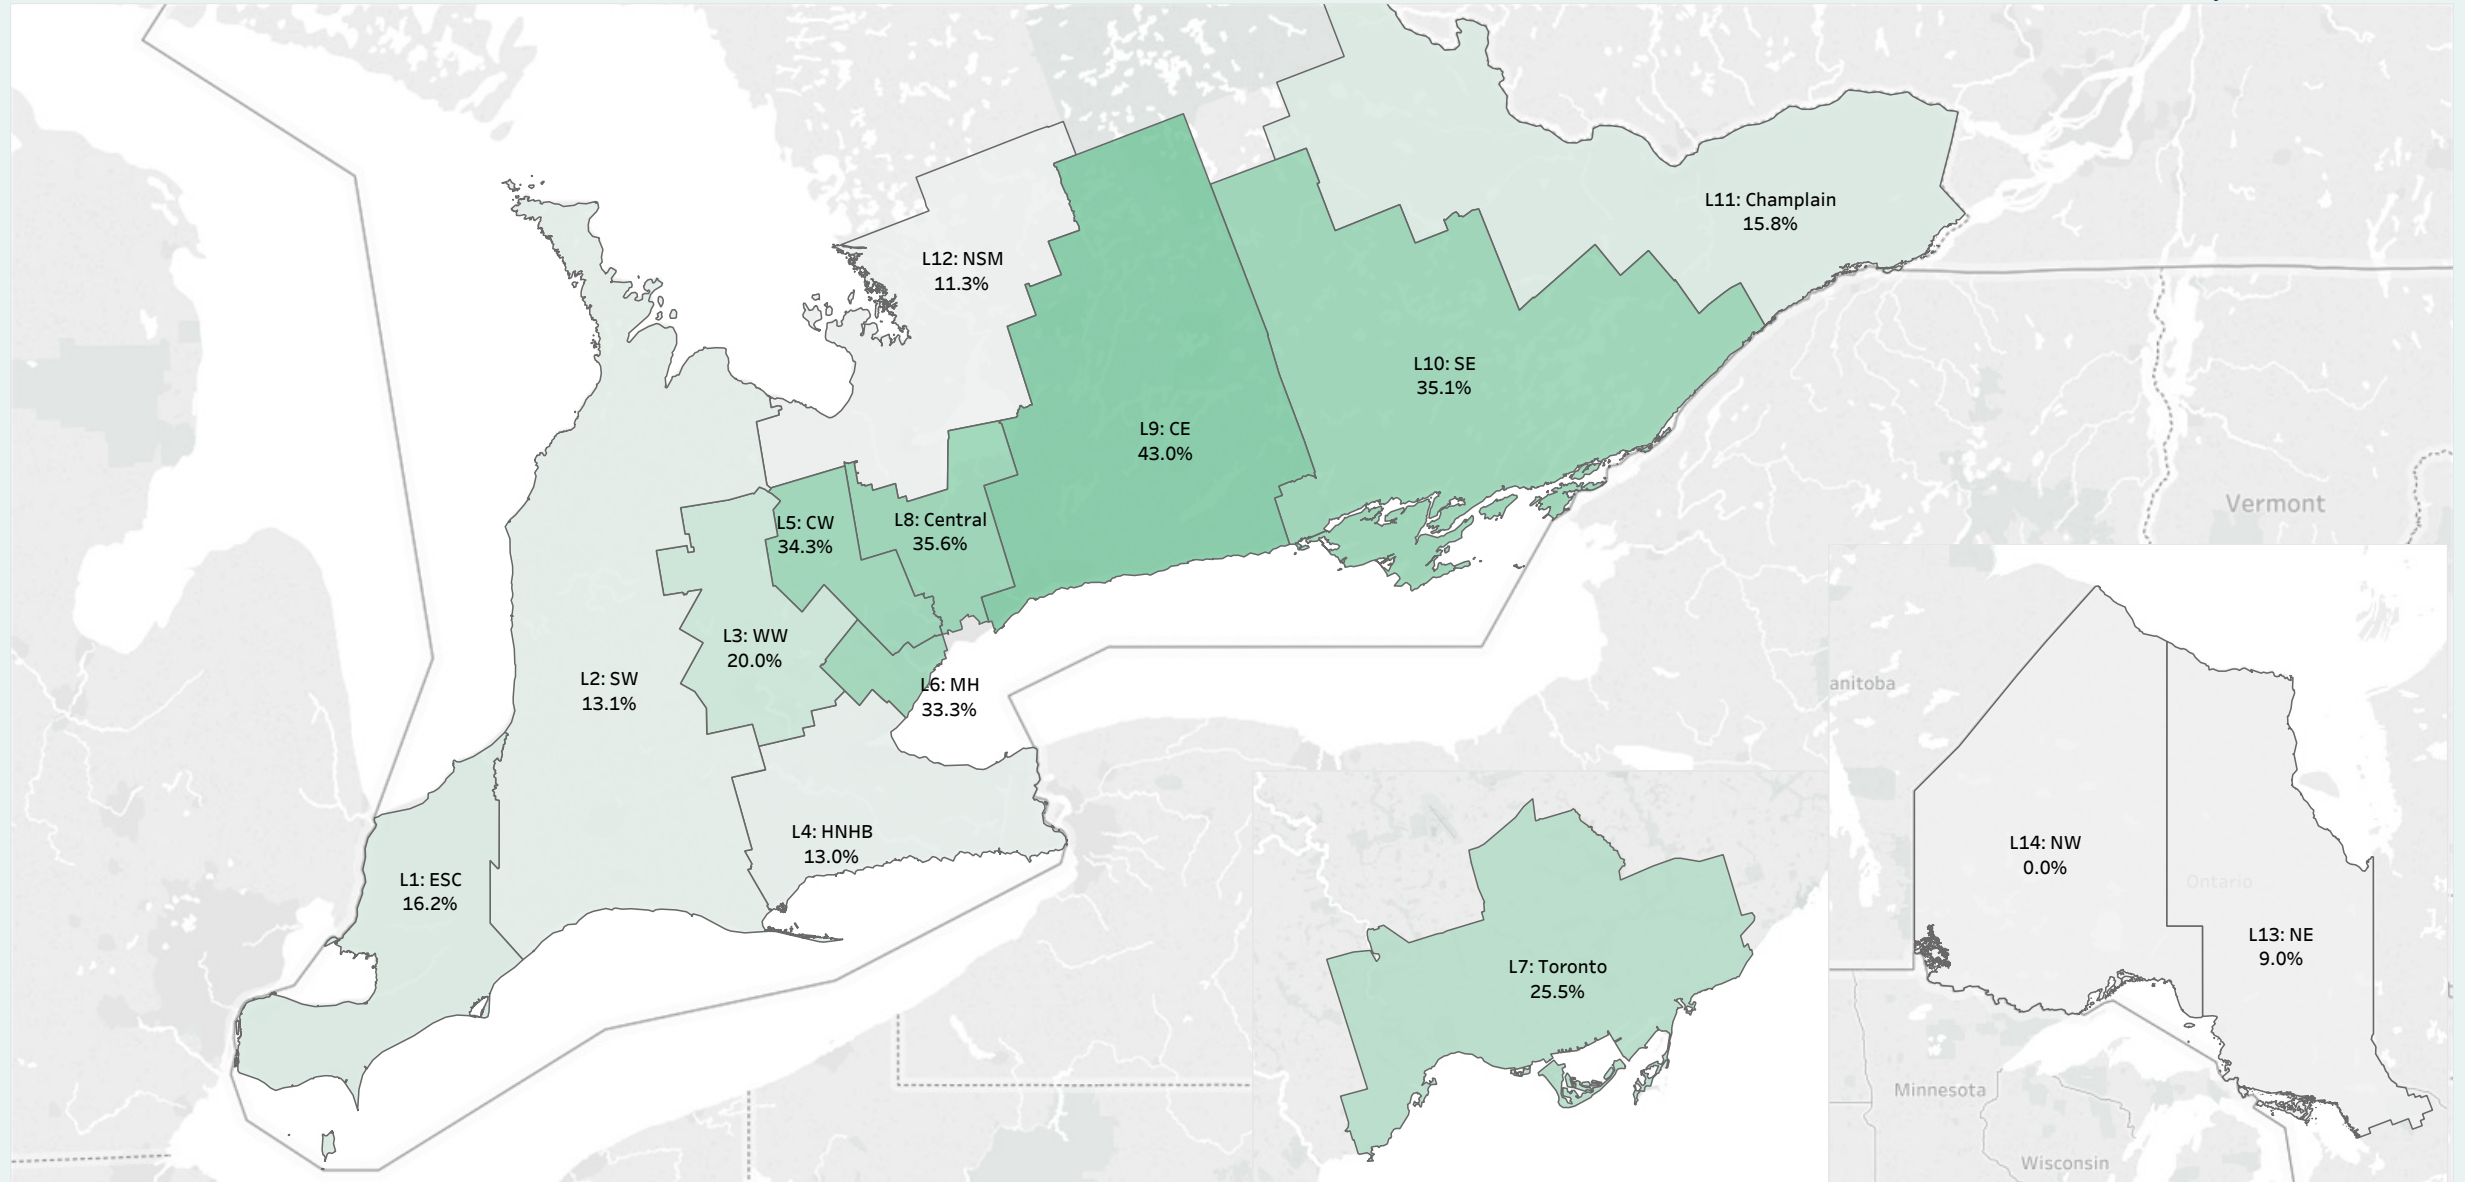 L11: Champlain
15.8%
L12: NSM
11.3%
L10: SE
35.1%
L9: CE
43.0%
L5: CW
34.3%
L8: Central
35.6%
Vermont
L3: WW
20.0%
L2: SW
13.1%
L6: MH
33.3%
anitoba
L4: HNHB
13.0%
L14: NW
0.0%
Ontario
L1: ESC
16.2%
L13: NE
9.0%
L7: Toronto
25.5%
Minnesota
Wisconsin